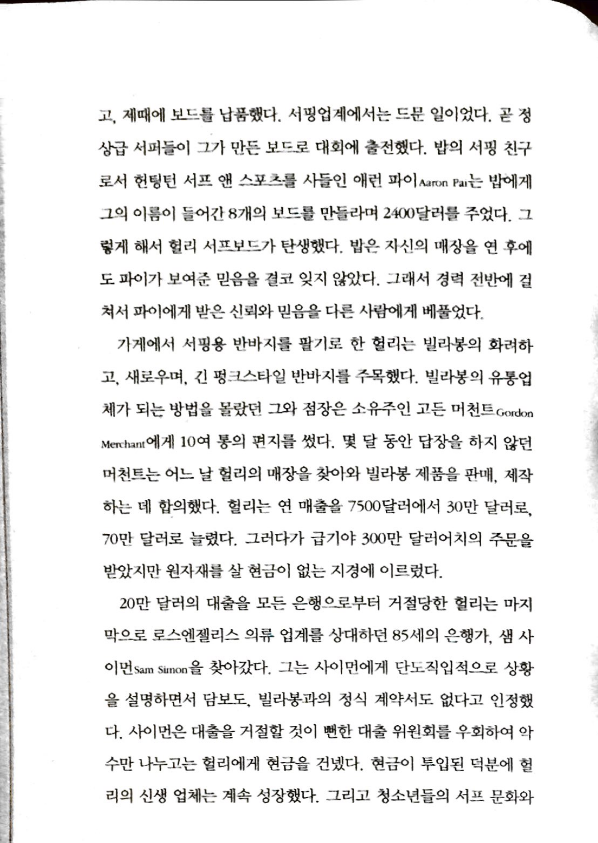 고, 제때에 보드를 납품했다. 서핑업계에서는 드문 일이었다. 곧 정
상급 서퍼들이 그가 만든 보드로 대회에 출전했다. 밥의 서핑 친구
로서 헌팅턴 서프 앤 스포츠를 사들인 애런 파이Aaron Pai는 밥에게
그의 이름이 들어간 8개의 보드를 만들라며 2400달러를 주었다. 그
렇게 해서 헐리 서프보드가 탄생했다. 밥은 자신의 매장을 연 후에
도 파이가 보여준 믿음을 결코 잊지 않았다. 그래서 경력 전반에 걸
쳐서 파이에게 받은 신뢰와 믿음을 다른 사람에게 베풀었다.
가게에서 서핑용 반바지를 팔기로 한 헐리는 빌라봉의 화려하
고, 새로우며, 긴 펑크스타일 반바지를 주목했다. 빌라봉의 유통업
체가 되는 방법을 몰랐던 그와 점장은 소유주인 고든 머천트Gordon
Merchant에게 10여 통의 편지를 썼다. 몇 달 동안 답장을 하지 않던
머천트는 어느 날 헐리의 매장을 찾아와 빌라봉 제품을 판매, 제작
하는 데 합의했다. 헐리는 연 매출을 7500달러에서 30만 달러로,
70만 달러로 늘렸다. 그러다가 급기야 300만 달러어치의 주문을
받았지만 원자재를 살 현금이 없는 지경에 이르렀다.
20만 달러의 대출을 모든 은행으로부터 거절당한 헐리는 마지
막으로 로스엔젤리스 의류 업계를 상대하던 85세의 은행가, 샘 사
이먼Sam Simon을 찾아갔다. 그는 사이먼에게 단도직입적으로 상황
을 설명하면서 담보도, 빌라봉과의 정식 계약서도 없다고 인정했
다. 사이먼은 대출을 거절할 것이 뻔한 대출 위원회를 우회하여 악
수만 나누고는 헐리에게 현금을 건넸다. 현금이 투입된 덕분에 헐
리의 신생 업체는 계속 성장했다. 그리고 청소년들의 서프 문화와